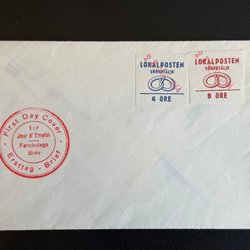 LOKALPOSTEN
SÖDERTÄLJE
4 ÖRE
LOKALPOSTEN
SÖDERTÄLJE
8 ÖRE
First Day Cover
1er
Jour d'Emploi
Førstedags
Brev
Ersttag - Brief